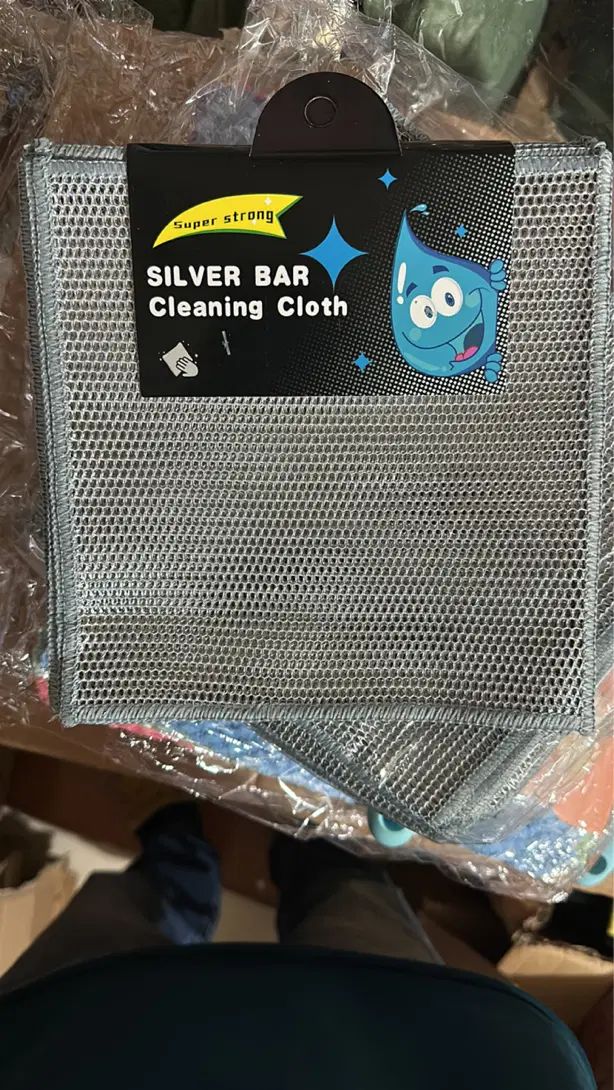 Super strong
SILVER BAR
Cleaning Cloth